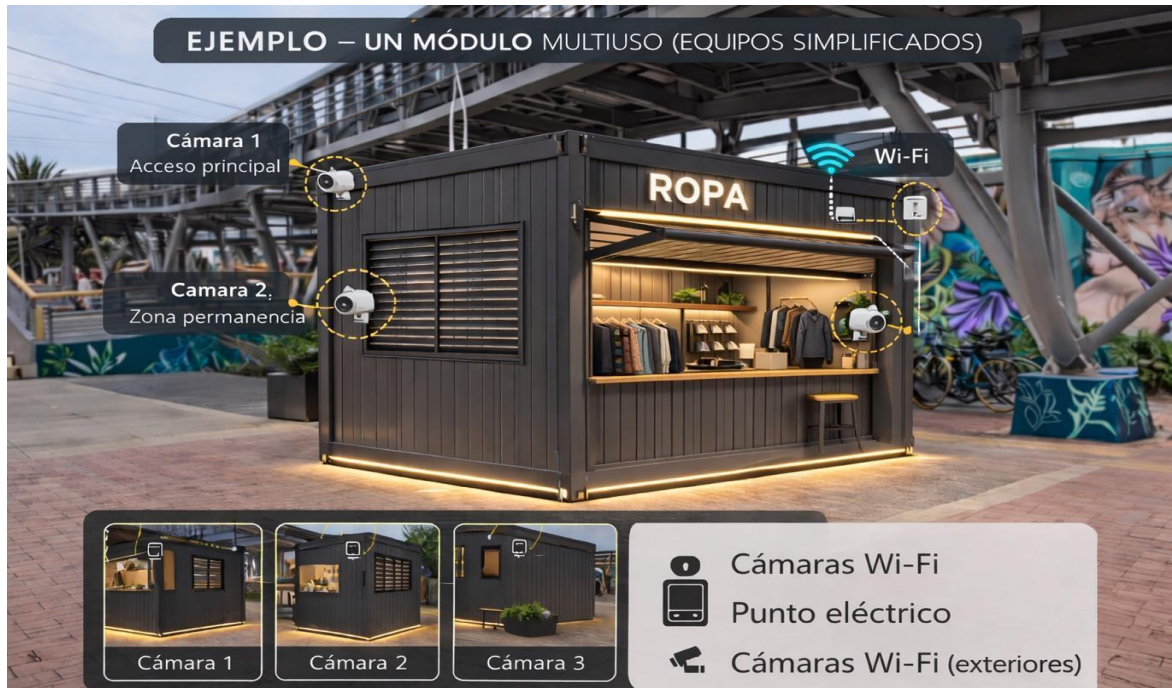 EJEMPLO – UN MÓDULO MULTIUSO (EQUIPOS SIMPLIFICADOS)
Cámara 1
Acceso principal
Wi-Fi
ROPA
Camara 2.
Zona permanencia
Cámara 1
Cámara 2
Cámara 3
Cámaras Wi-Fi
Punto eléctrico
Cámaras Wi-Fi (exteriores)